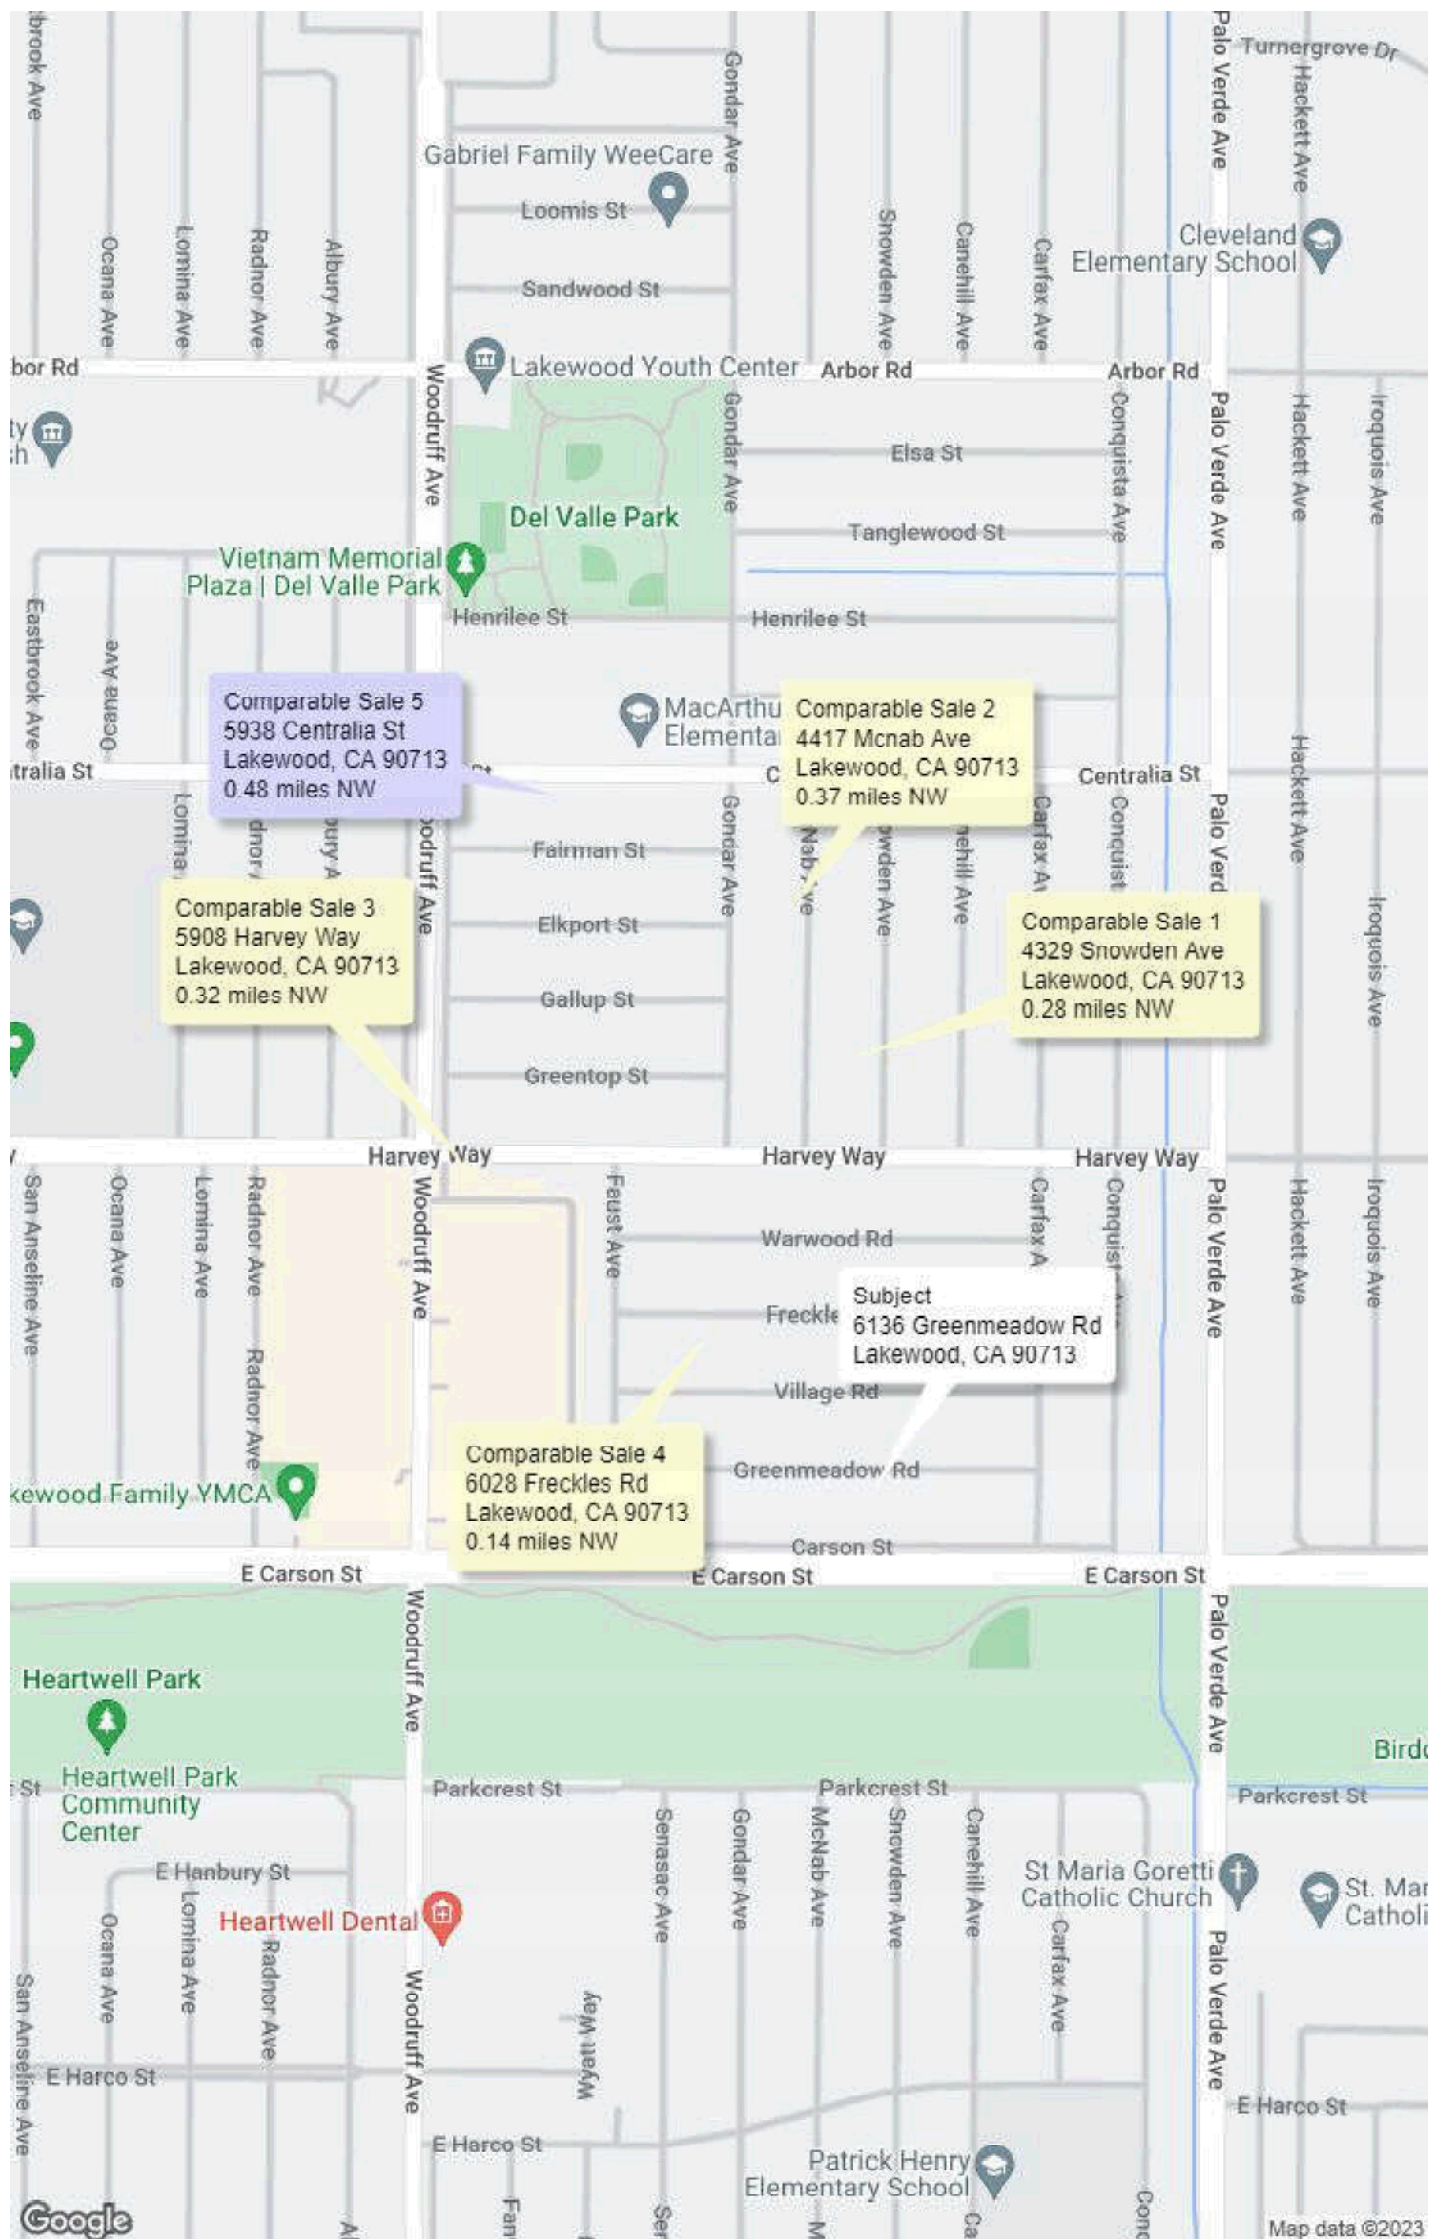 Turnergrove Dr
Palo Verde Ave
Hackett Ave
Gondar Ave
Gabriel Family WeeCare
Loomis St
Ocana Ave
Lomina Ave
Radnor Ave
Albury Ave
Snowden Ave
Canehill Ave
Carfax Ave
Cleveland
Elementary School
Sandwood St
bor Rd
Lakewood Youth Center
Arbor Rd
Arbor Rd
Woodruff Ave
Gondar Ave
Conquista Ave
Palo Verde Ave
Hackett Ave
Iroquois Ave
Elsa St
Del Valle Park
Tanglewood St
Vietnam Memorial
Plaza | Del Valle Park
Henrilee St
Henrilee St
Eastbrook Ave
Ocana Ave
Comparable Sale 5
5938 Centralia St
Lakewood, CA 90713
0.48 miles NW
MacArthu
Elementa
Comparable Sale 2
4417 Mcnab Ave
Lakewood, CA 90713
0.37 miles NW
tralia St
Centralia St
Hackett Ave
Lomina
Gondar Ave
Fairman St
Comparable Sale 3
5908 Harvey Way
Lakewood, CA 90713
0.32 miles NW
Elkport St
Comparable Sale 1
4329 Snowden Ave
Lakewood, CA 90713
0.28 miles NW
Iroquois Ave
Gallup St
Greentop St
Harvey Way
Harvey Way
Harvey Way
San Anseline Ave
Ocana Ave
Lomina Ave
Radnor Ave
Woodruff Ave
Faust Ave
Palo Verde Ave
Hackett Ave
Iroquois Ave
Warwood Rd
Subject
6136 Greenmeadow Rd
Lakewood, CA 90713
Freckle
Village Rd
Radnor Ave
Comparable Sale 4
6028 Freckles Rd
Lakewood, CA 90713
0.14 miles NW
Greenmeadow Rd
kewood Family YMCA
Carson St
E Carson St
E Carson St
E Carson St
Woodruff Ave
Palo Verde Ave
Heartwell Park
Heartwell Park
Community
Center
St
Parkcrest St
Parkcrest St
Parkcrest St
Senasac Ave
Gondar Ave
McNab Ave
Snowden Ave
Canehill Ave
E Hanbury St
St Maria Goretti
Catholic Church
St. Mar
Catholi
Heartwell Dental
Ocana Ave
Lomina Ave
Radnor Ave
Carfax Ave
Palo Verde Ave
San Anseline Ave
Woodruff Ave
Wyatt Way
E Harco St
E Harco St
E Harco St
Patrick Henry
Elementary School
Google
Map data ©2023